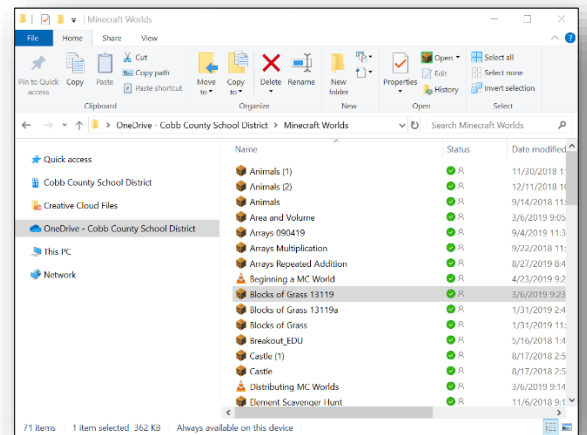 Minecraft Worlds
File Home Share View
Pin to Quick access
Copy
Paste
Cut
Copy path
Paste shortcut
Clipboard
Move to
Copy to
Delete
Rename
Organize
New folder
New
Properties
Open
Edit
History
Open
Select all
Select none
Invert selection
Select
OneDrive - Cobb County School District > Minecraft Worlds
Search Minecraft Worlds
Quick access
Cobb County School District
Creative Cloud Files
OneDrive - Cobb County School District
This PC
Network
Name Status Date modified
Animals (1) 11/30/2018
Animals (2) 12/11/2018
Animals 9/14/2018
Area and Volume 3/6/2019 9:05
Arrays 090419 9/4/2019
Arrays Multiplication 9/22/2018
Arrays Repeated Addition 8/27/2019
Beginning a MC World 4/23/2019
Blocks of Grass 13119 3/6/2019 9:23
Blocks of Grass 13119a 1/31/2019
Blocks of Grass 1/31/2019
Breakout_EDU 5/16/2018
Castle (1) 8/17/2018
Castle 8/17/2018
Distributing MC Worlds 3/6/2019 9:14
Element Scavenger Hunt 11/6/2018
71 items 1 item selected 362 KB Always available on this device